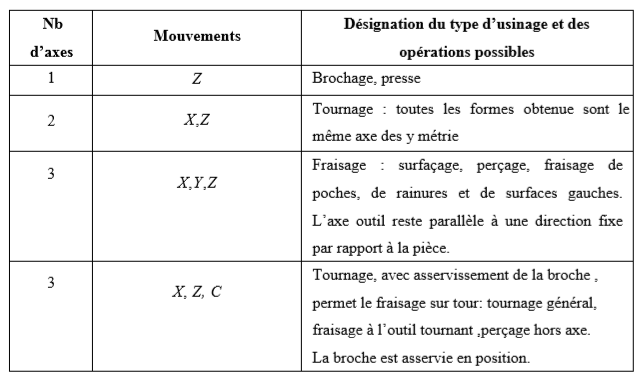 Nb d'axes
Mouvements
Désignation du type d'usinage et des
opérations possibles
1
Z
Brochage, presse
2
X,Z
Tournage : toutes les formes obtenue sont le
même axe des y métrie
3
X,Y,Z
Fraisage : surfaçage, perçage, fraisage de
poches, de rainures et de surfaces gauches.
L'axe outil reste parallèle à une direction fixe
par rapport à la pièce.
3
X, Z, C
Tournage, avec asservissement de la broche ,
permet le fraisage sur tour: tournage général,
fraisage à l'outil tournant ,perçage hors axe.
La broche est asservie en position.